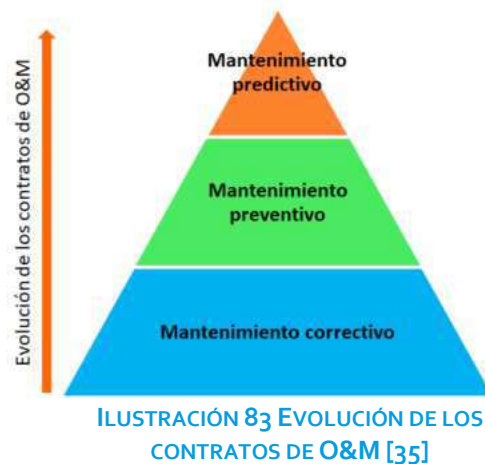 Evolución de los contratos de O&M
Mantenimiento
predictivo
Mantenimiento
preventivo
Mantenimiento correctivo
ILUSTRACIÓN 83 EVOLUCIÓN DE LOS
CONTRATOS DE O&M [35]